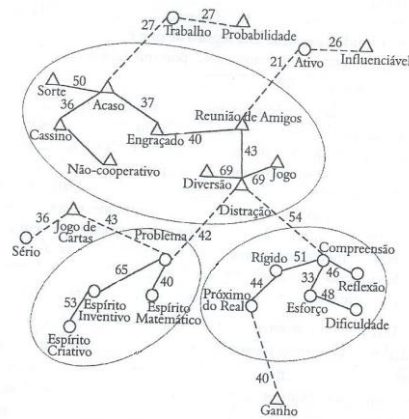 27
27
Trabalho
Probabilidade
26
21
Ativo
Influenciável
50
Sorte
36
Acaso
37
Reunião de Amigos
Cassino
Engraçado
40
43
Não-cooperativo
69
Jogo
Diversão
69
Distração
36
43
Problema
42
54
Jogo de
Cartas
Sério
Compreensão
Rígido
51
46
65
44
33
Reflexão
53
40
Próximo
do Real
Esforço
48
Espírito
Inventivo
Espírito
Matemático
Dificuldade
Espírito
Criativo
40
Ganho